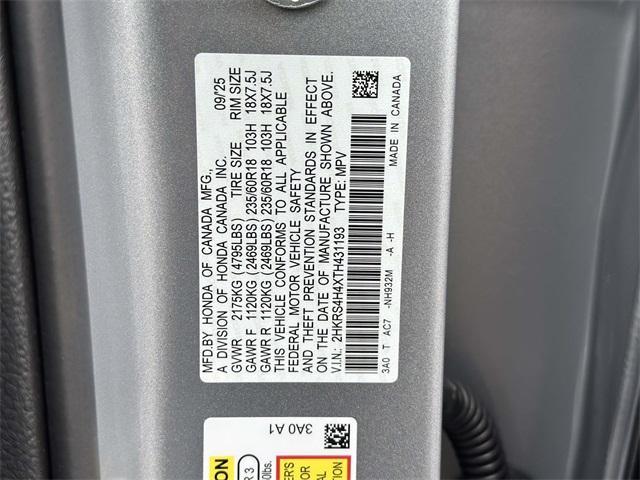 MFD.BY HONDA OF CANADA MFG., 09/25
A DIVISION OF HONDA CANADA INC.
GVWR 2175KG (4795LBS) TIRE SIZE RIM SIZE
GAWR F 1120KG (2469LBS) 235/60R18 103H 18X7.5J
GAWR R 1120KG (2469LBS) 235/60R18 103H 18X7.5J
THIS VEHICLE CONFORMS TO ALL APPLICABLE
FEDERAL MOTOR VEHICLE SAFETY
AND THEFT PREVENTION STANDARDS IN EFFECT
ON THE DATE OF MANUFACTURE SHOWN ABOVE.
V.I.N.: 2HKRS4H4XTH431193 TYPE: MPV
3A0 T AC7 -NH932M -A -H
MADE IN CANADA
3A0 A1